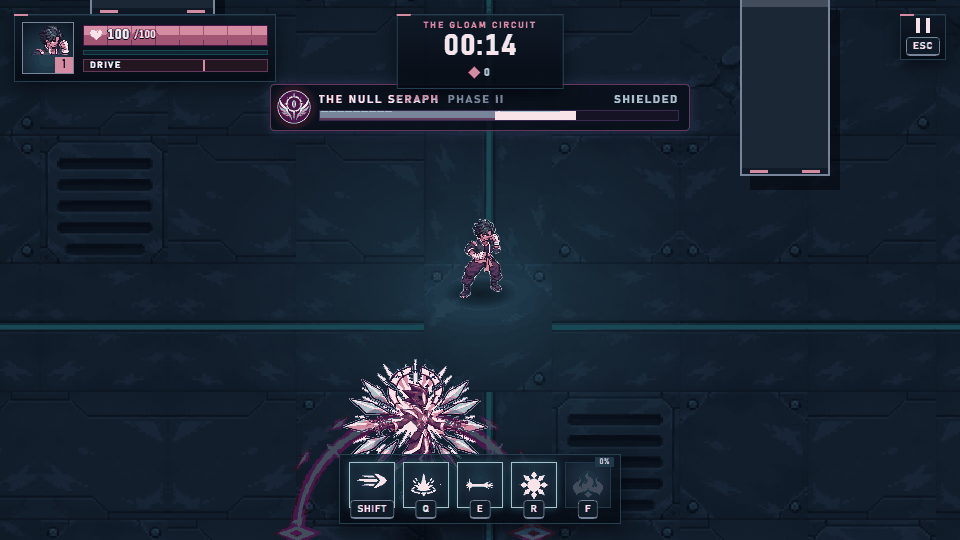 100 /100
1
DRIVE
THE GLOAM CIRCUIT
00:14
0
ESC
THE NULL SERAPH PHASE II SHIELDED
0%
SHIFT Q E R F